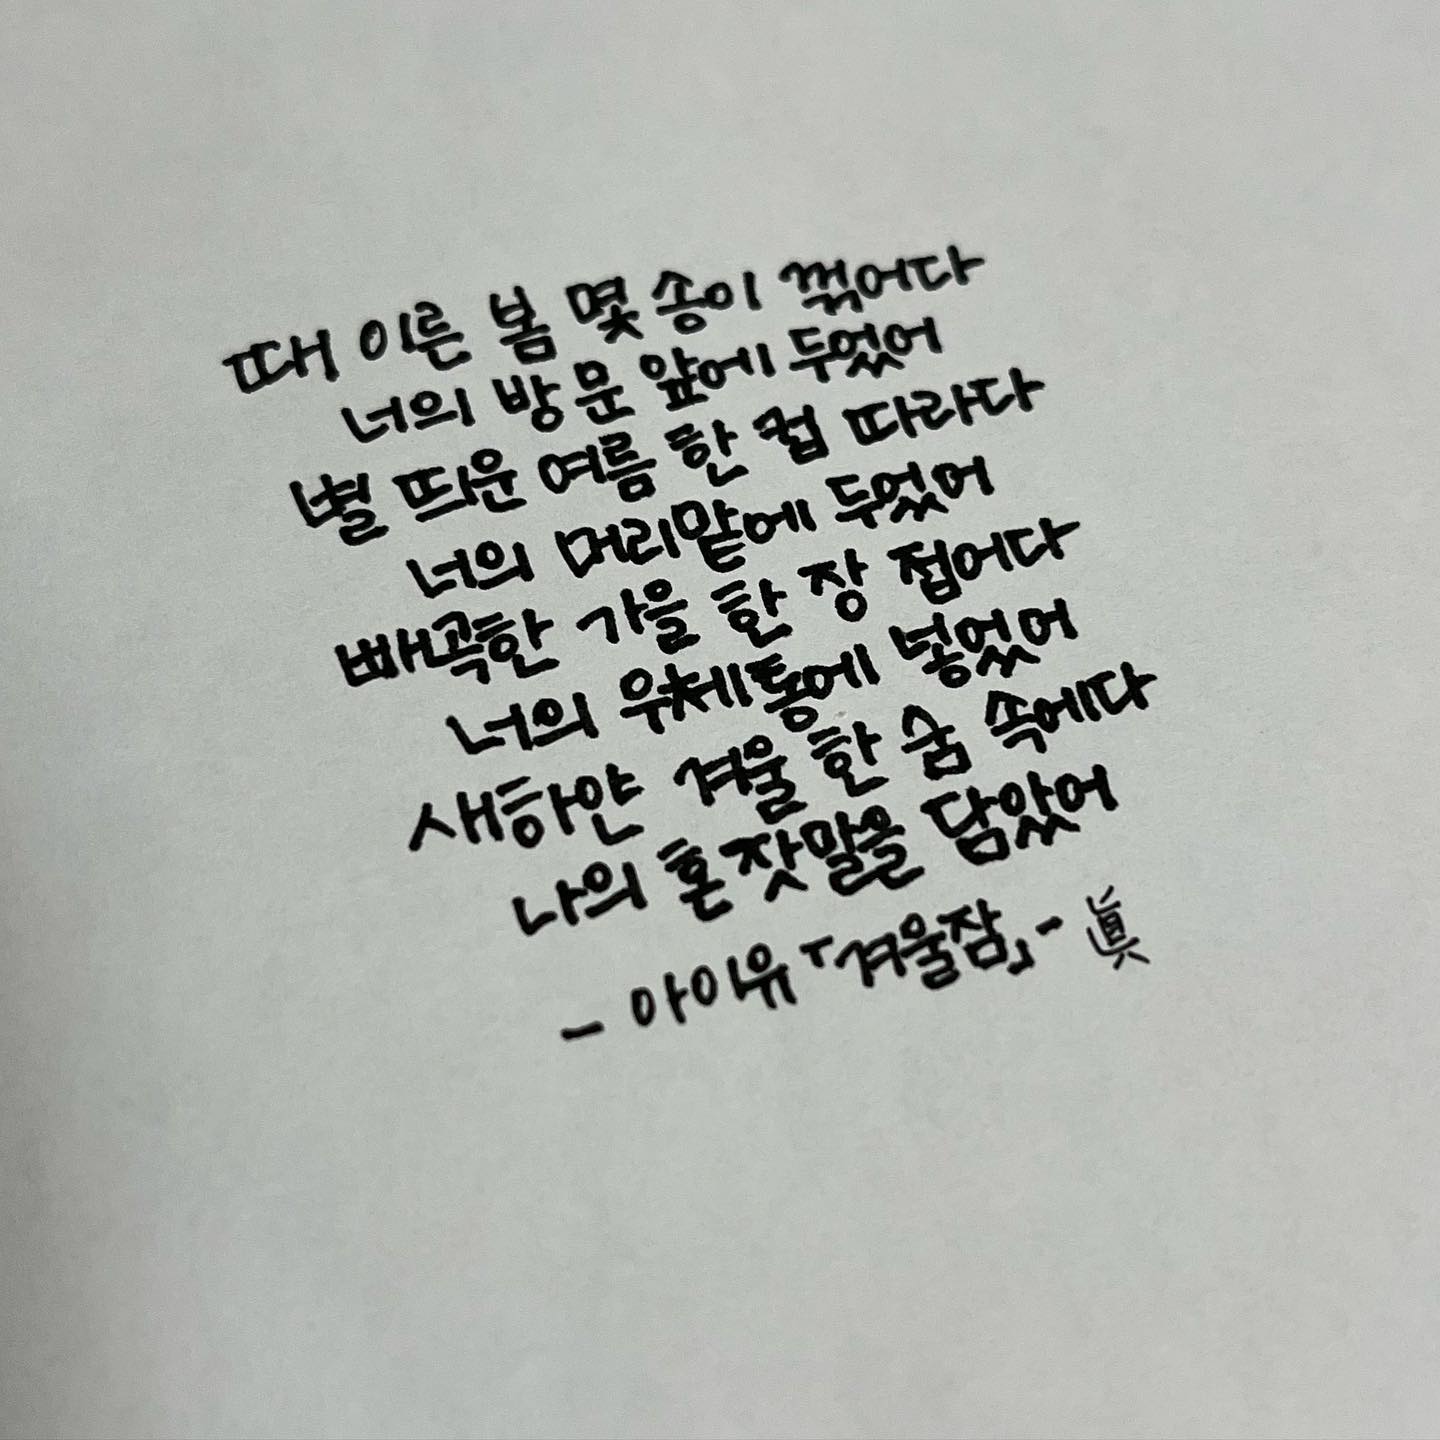 때 이른 봄 몇 송이 꺾어다
너의 방 문 앞에 두었어
별 띄운 여름 한 컵 따라다
너의 머리맡에 두었어
빼곡한 가을 한 장 접어다
너의 우체통에 넣었어
새하얀 겨울 한 숨 속에다
나의 혼잣말을 담았어
- 아이유 「겨울잠」 - 眞